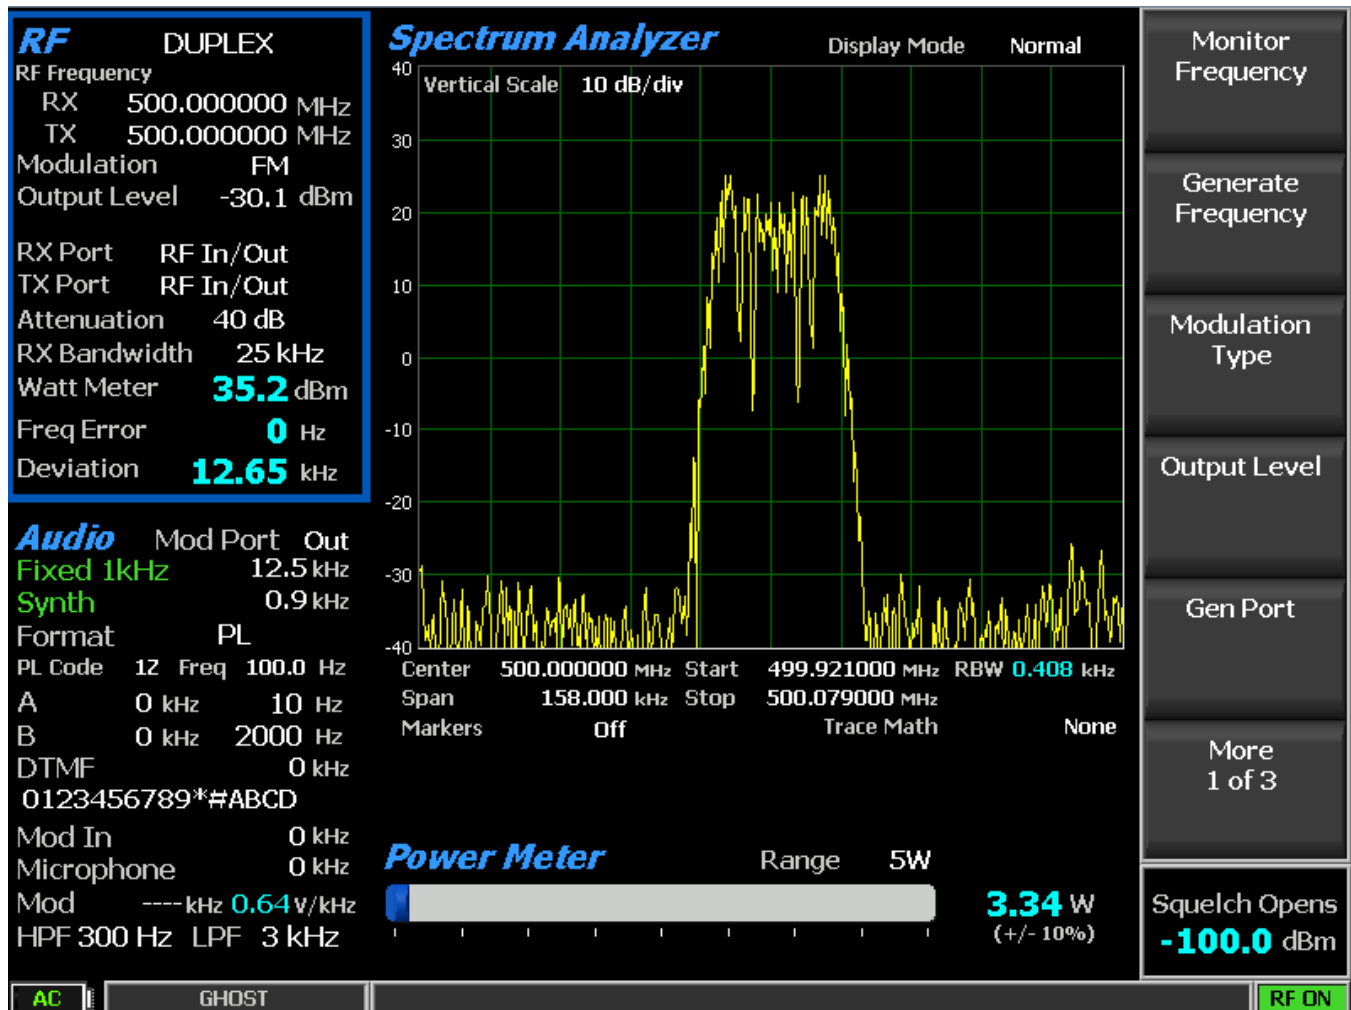 RF DUPLEX
RF Frequency
RX 500.000000 MHz
TX 500.000000 MHz
Modulation FM
Output Level -30.1 dBm
RX Port RF In/Out
TX Port RF In/Out
Attenuation 40 dB
RX Bandwidth 25 kHz
Watt Meter 35.2 dBm
Freq Error 0 Hz
Deviation 12.65 kHz
Audio Mod Port Out
Fixed 1kHz 12.5 kHz
Synth 0.9 kHz
Format PL
PL Code 1Z Freq 100.0 Hz
A 0 kHz 10 Hz
B 0 kHz 2000 Hz
DTMF 0 kHz
0123456789*#ABCD
Mod In 0 kHz
Microphone 0 kHz
Mod ----kHz 0.64 V/kHz
HPF 300 Hz LPF 3 kHz
Spectrum Analyzer Display Mode Normal
Vertical Scale 10 dB/div
40
30
20
10
0
-10
-20
-30
-40
Center 500.000000 MHz Start 499.921000 MHz RBW 0.408 kHz
Span 158.000 kHz Stop 500.079000 MHz
Markers Off Trace Math None
Power Meter Range 5W
3.34 W
(+/- 10%)
Monitor
Frequency
Generate
Frequency
Modulation
Type
Output Level
Gen Port
More
1 of 3
Squelch Opens
-100.0 dBm
AC GHOST RF ON